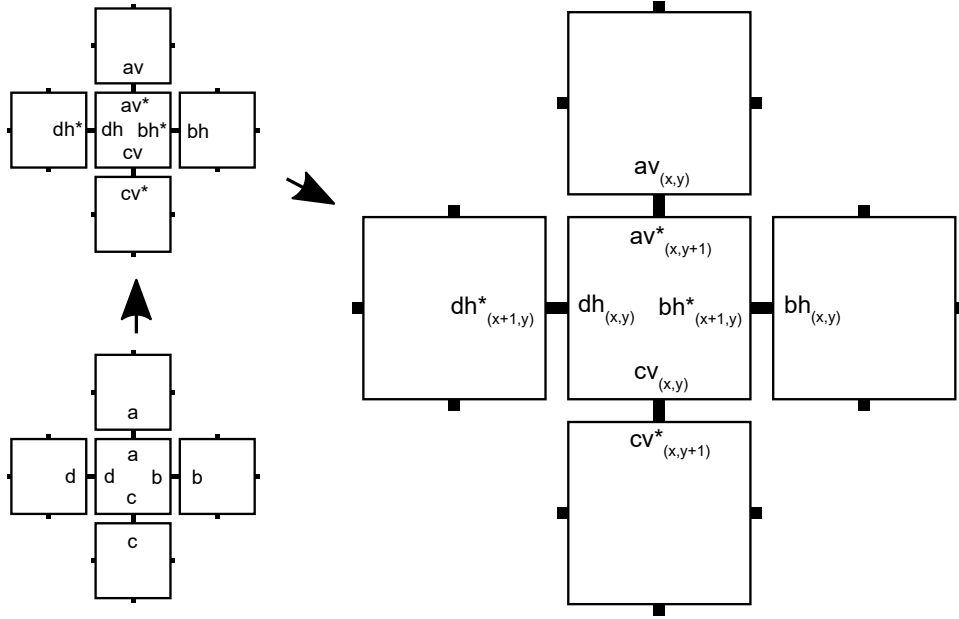 av
av*
dh* dh bh* bh
cv
cv*
a
a
d d b b
c
c
av(x,y)
av*(x,y+1)
dh*(x+1,y) dh(x,y) bh*(x+1,y) bh(x,y)
cv(x,y)
cv*(x,y+1)